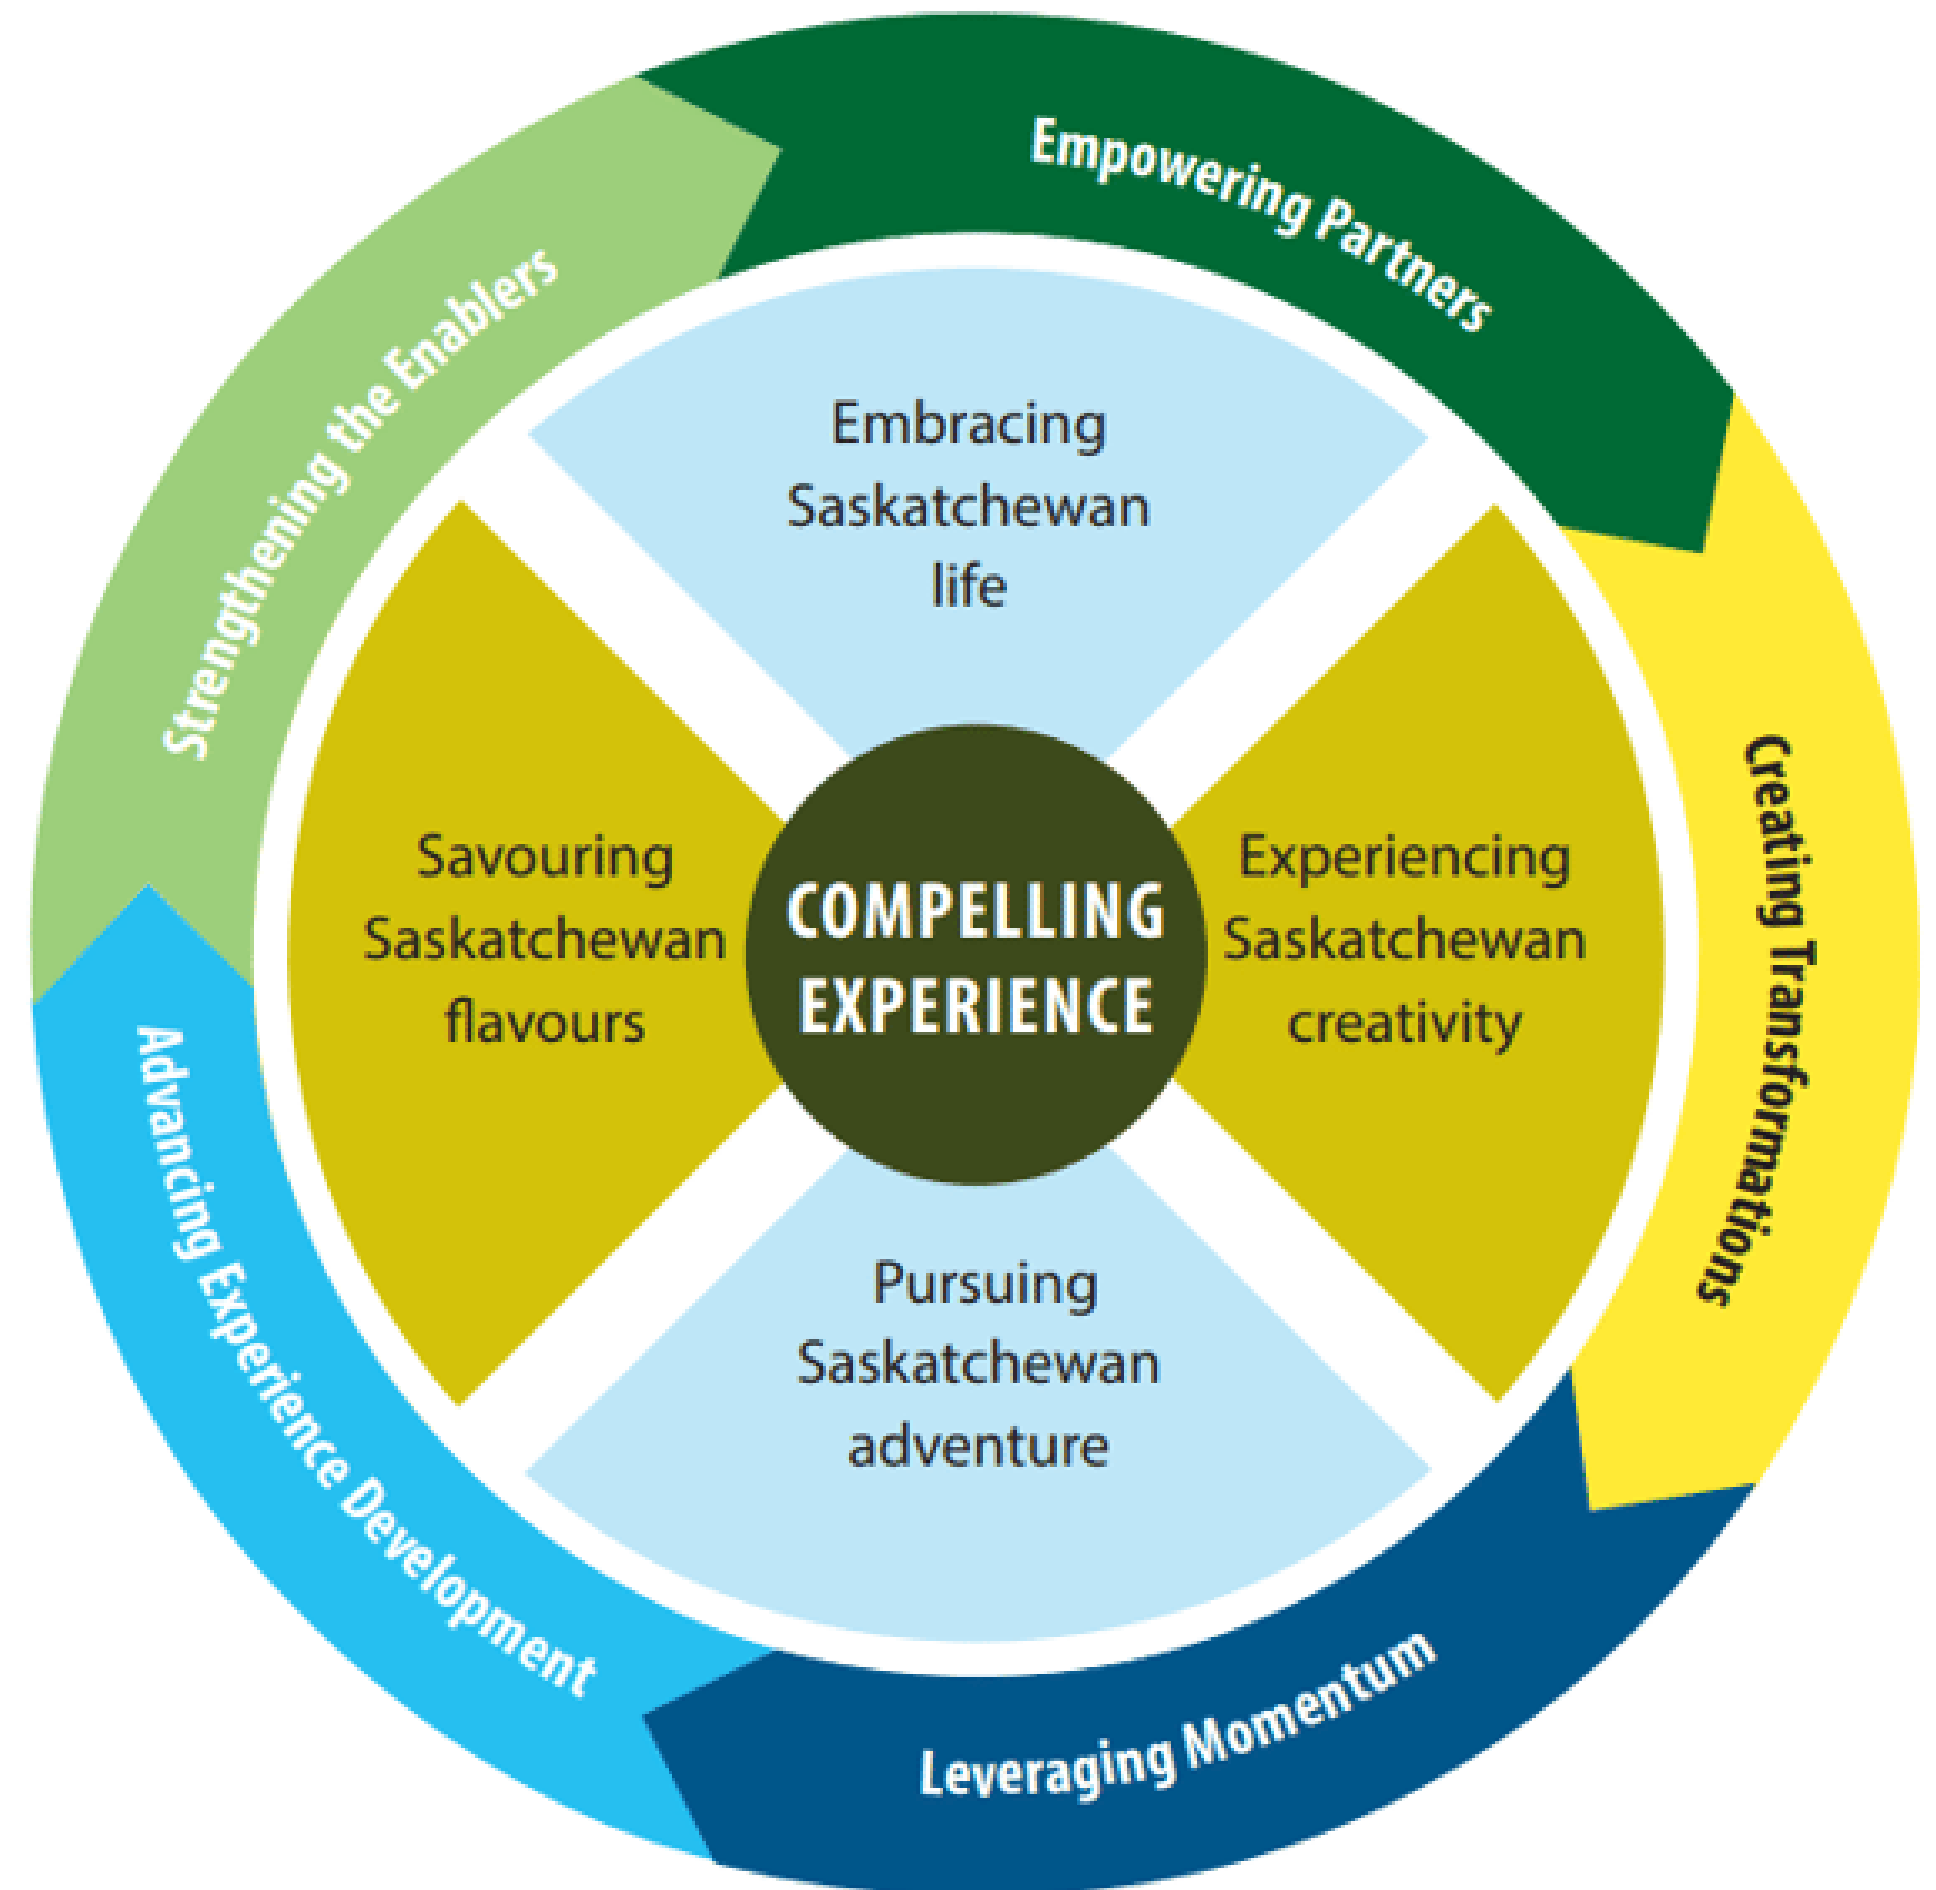 Empowering Partners
Creating Transformations
Leveraging Momentum
Advancing Experience Development
Strengthening the Enablers
Embracing
Saskatchewan
life
Experiencing
Saskatchewan
creativity
Pursuing
Saskatchewan
adventure
Savouring
Saskatchewan
flavours
COMPELLING
EXPERIENCE